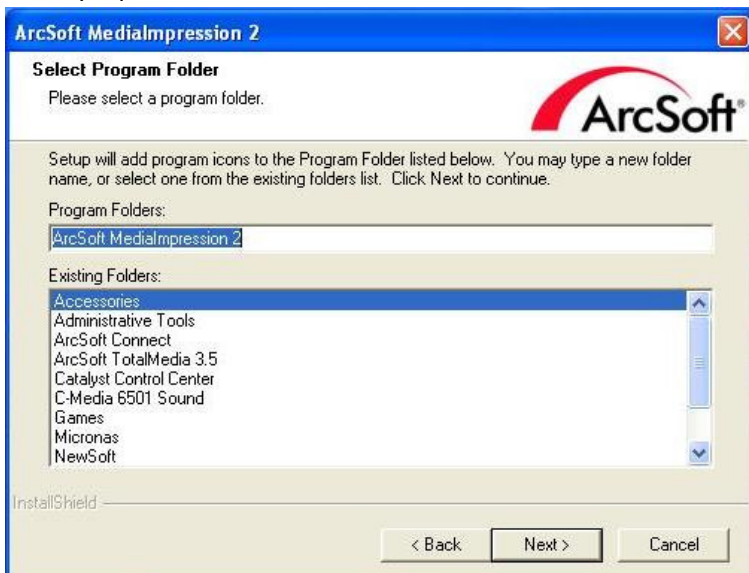 ArcSoft MediaImpression 2
Select Program Folder
Please select a program folder.
ArcSoft®
Setup will add program icons to the Program Folder listed below. You may type a new folder
name, or select one from the existing folders list. Click Next to continue.
Program Folders:
ArcSoft MediaImpression 2
Existing Folders:
Accessories
Administrative Tools
ArcSoft Connect
ArcSoft TotalMedia 3.5
Catalyst Control Center
C-Media 6501 Sound
Games
Micronas
NewSoft
InstallShield
< Back Next > Cancel